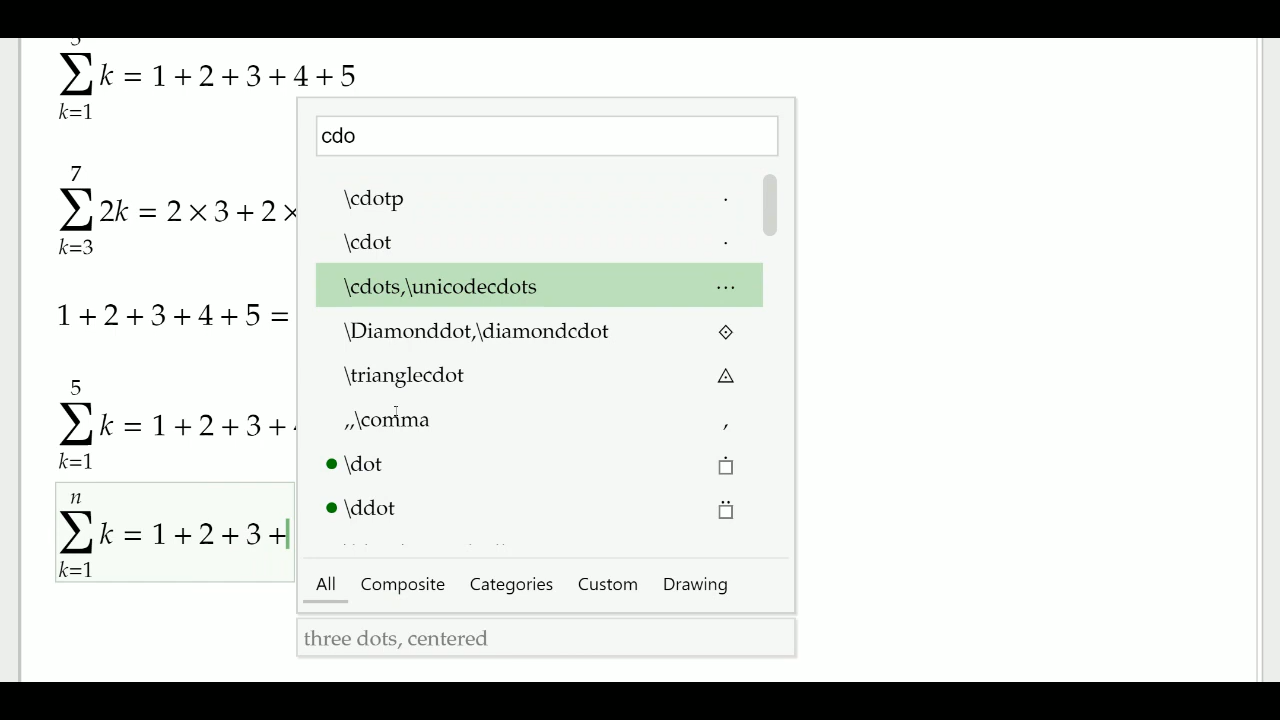 5
∑ k = 1 + 2 + 3 + 4 + 5
k=1
cdo
\cdotp ·
7
\cdot ·
∑ 2k = 2 × 3 + 2 ×
k=3
\cdots,\unicodecdots ⋯
1 + 2 + 3 + 4 + 5 =
\Diamonddot,\diamondcdot ⟐
\trianglecdot ◬
5
∑ k = 1 + 2 + 3 +
k=1
,,\comma ,
\dot
\ddot
n
∑ k = 1 + 2 + 3 +
k=1
All Composite Categories Custom Drawing
three dots, centered